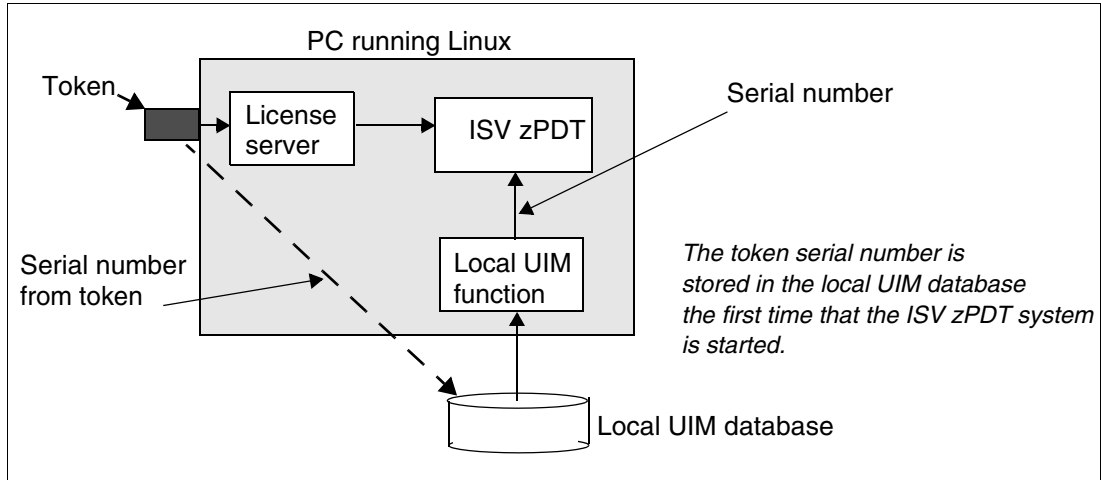 PC running Linux
Token
License
server
ISV zPDT
Serial number
Serial number
from token
Local UIM
function
The token serial number is
stored in the local UIM database
the first time that the ISV zPDT system
is started.
Local UIM database